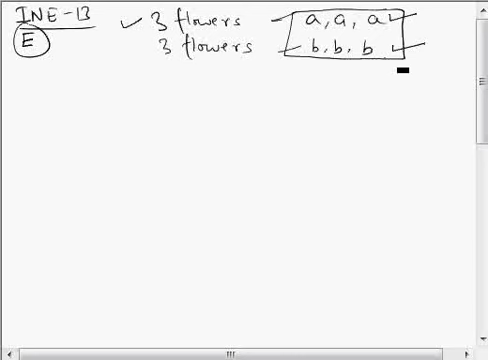 INE-13
✓ 3 flowers a, a, a
E 3 flowers b, b, b